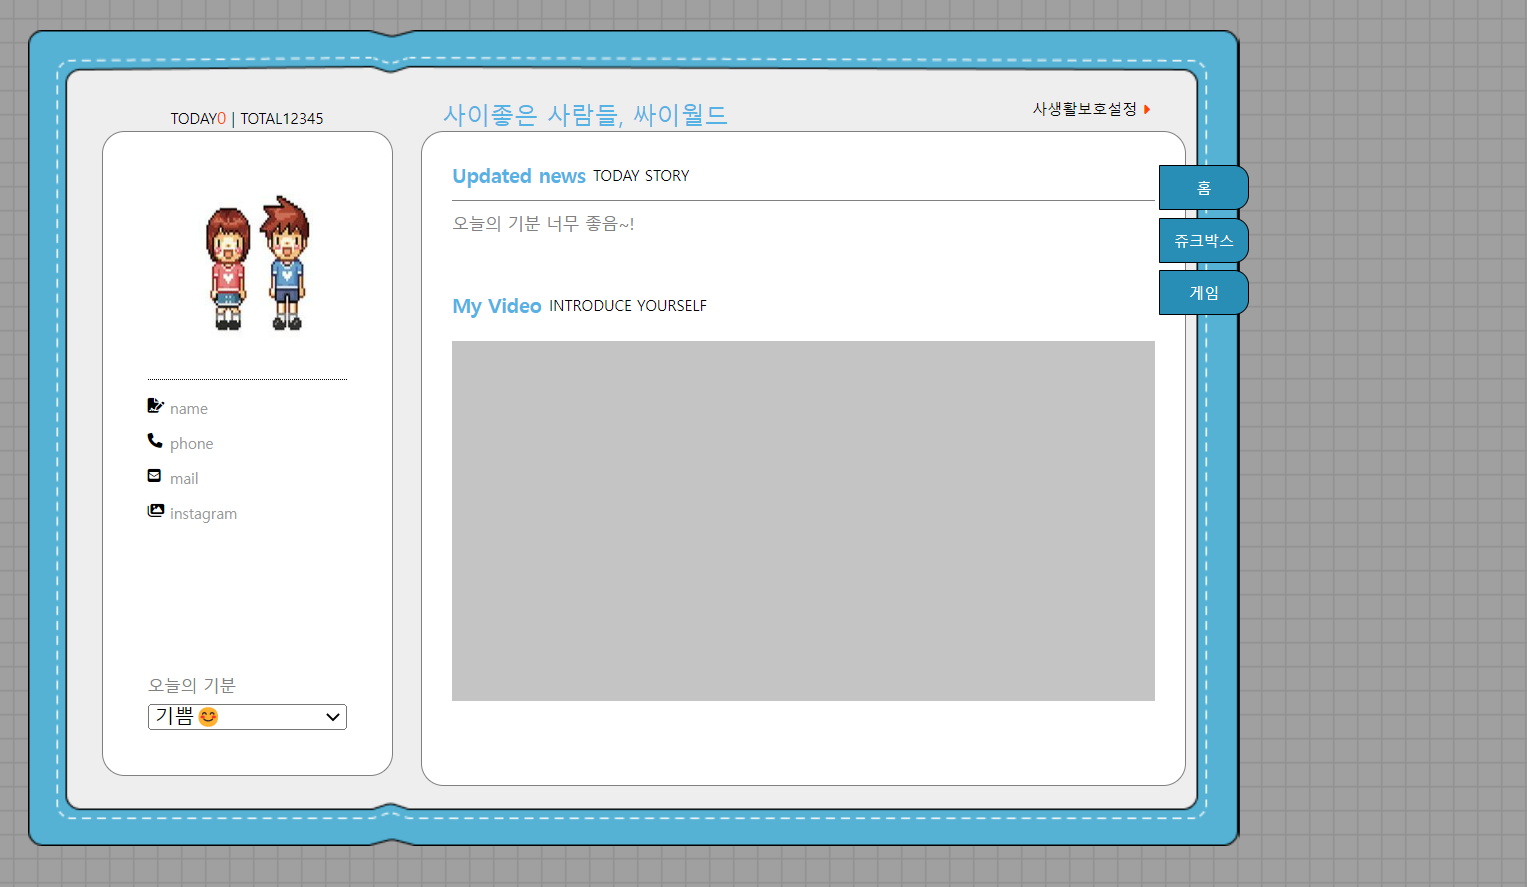 TODAY0 | TOTAL12345
사이좋은 사람들, 싸이월드
사생활보호설정
Updated news TODAY STORY
오늘의 기분 너무 좋음~!
My Video INTRODUCE YOURSELF
name
phone
mail
instagram
오늘의 기분
기쁨😊
홈
쥬크박스
게임